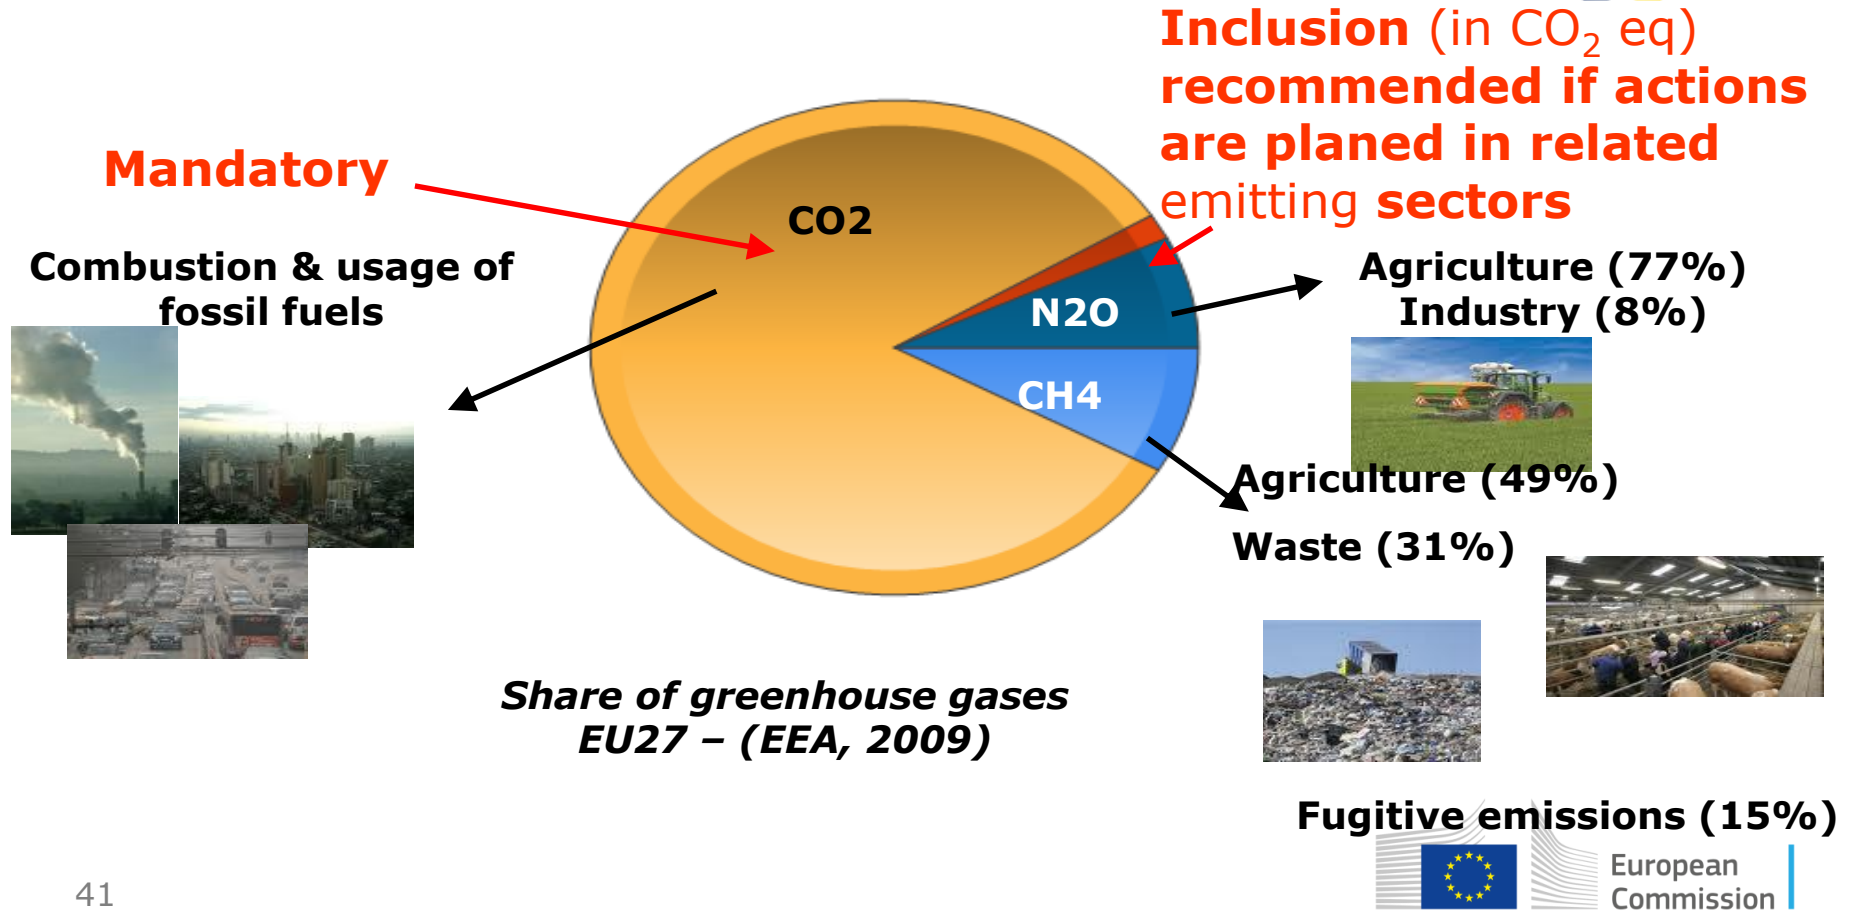 Inclusion (in CO₂ eq)
recommended if actions
are planed in related
emitting sectors
Mandatory
CO2
Combustion & usage of
fossil fuels
Agriculture (77%)
Industry (8%)
N2O
CH4
Agriculture (49%)
Waste (31%)
Share of greenhouse gases
EU27 – (EEA, 2009)
Fugitive emissions (15%)
European
Commission
41